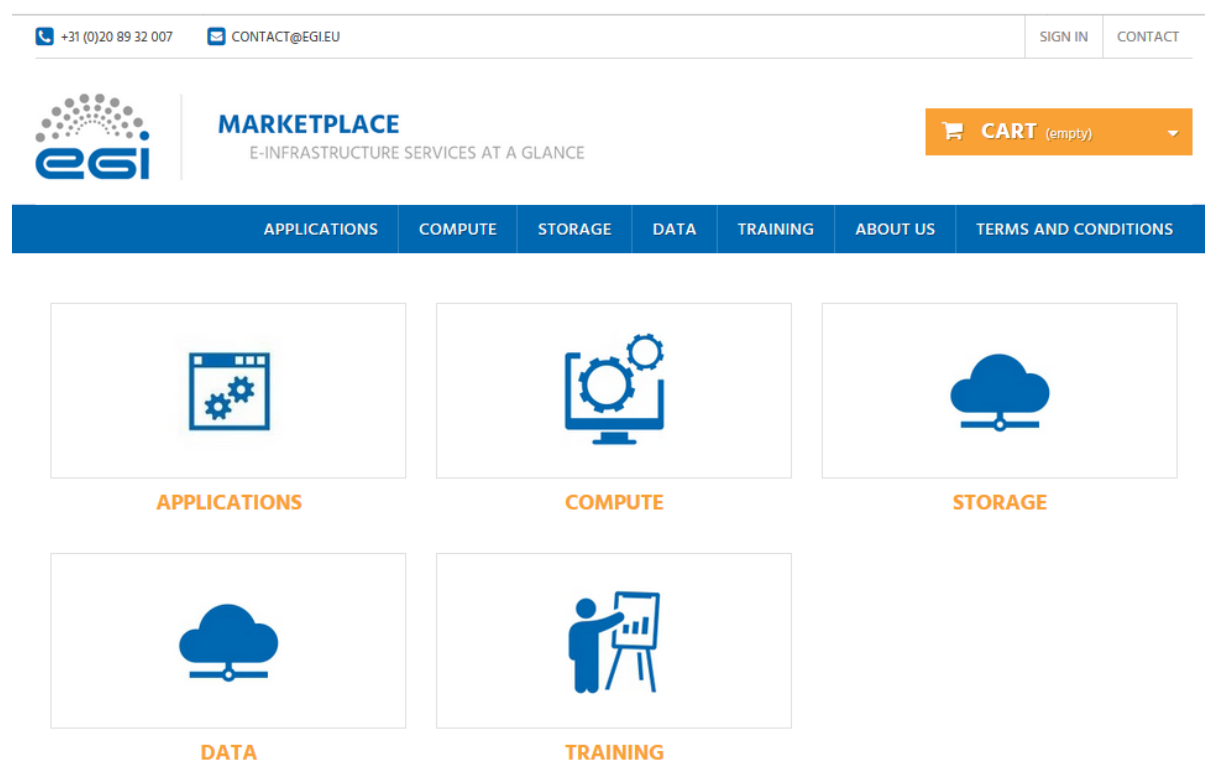 +31 (0)20 89 32 007 CONTACT@EGI.EU SIGN IN CONTACT
egi
MARKETPLACE
E-INFRASTRUCTURE SERVICES AT A GLANCE
CART (empty)
APPLICATIONS COMPUTE STORAGE DATA TRAINING ABOUT US TERMS AND CONDITIONS
APPLICATIONS COMPUTE STORAGE
DATA TRAINING